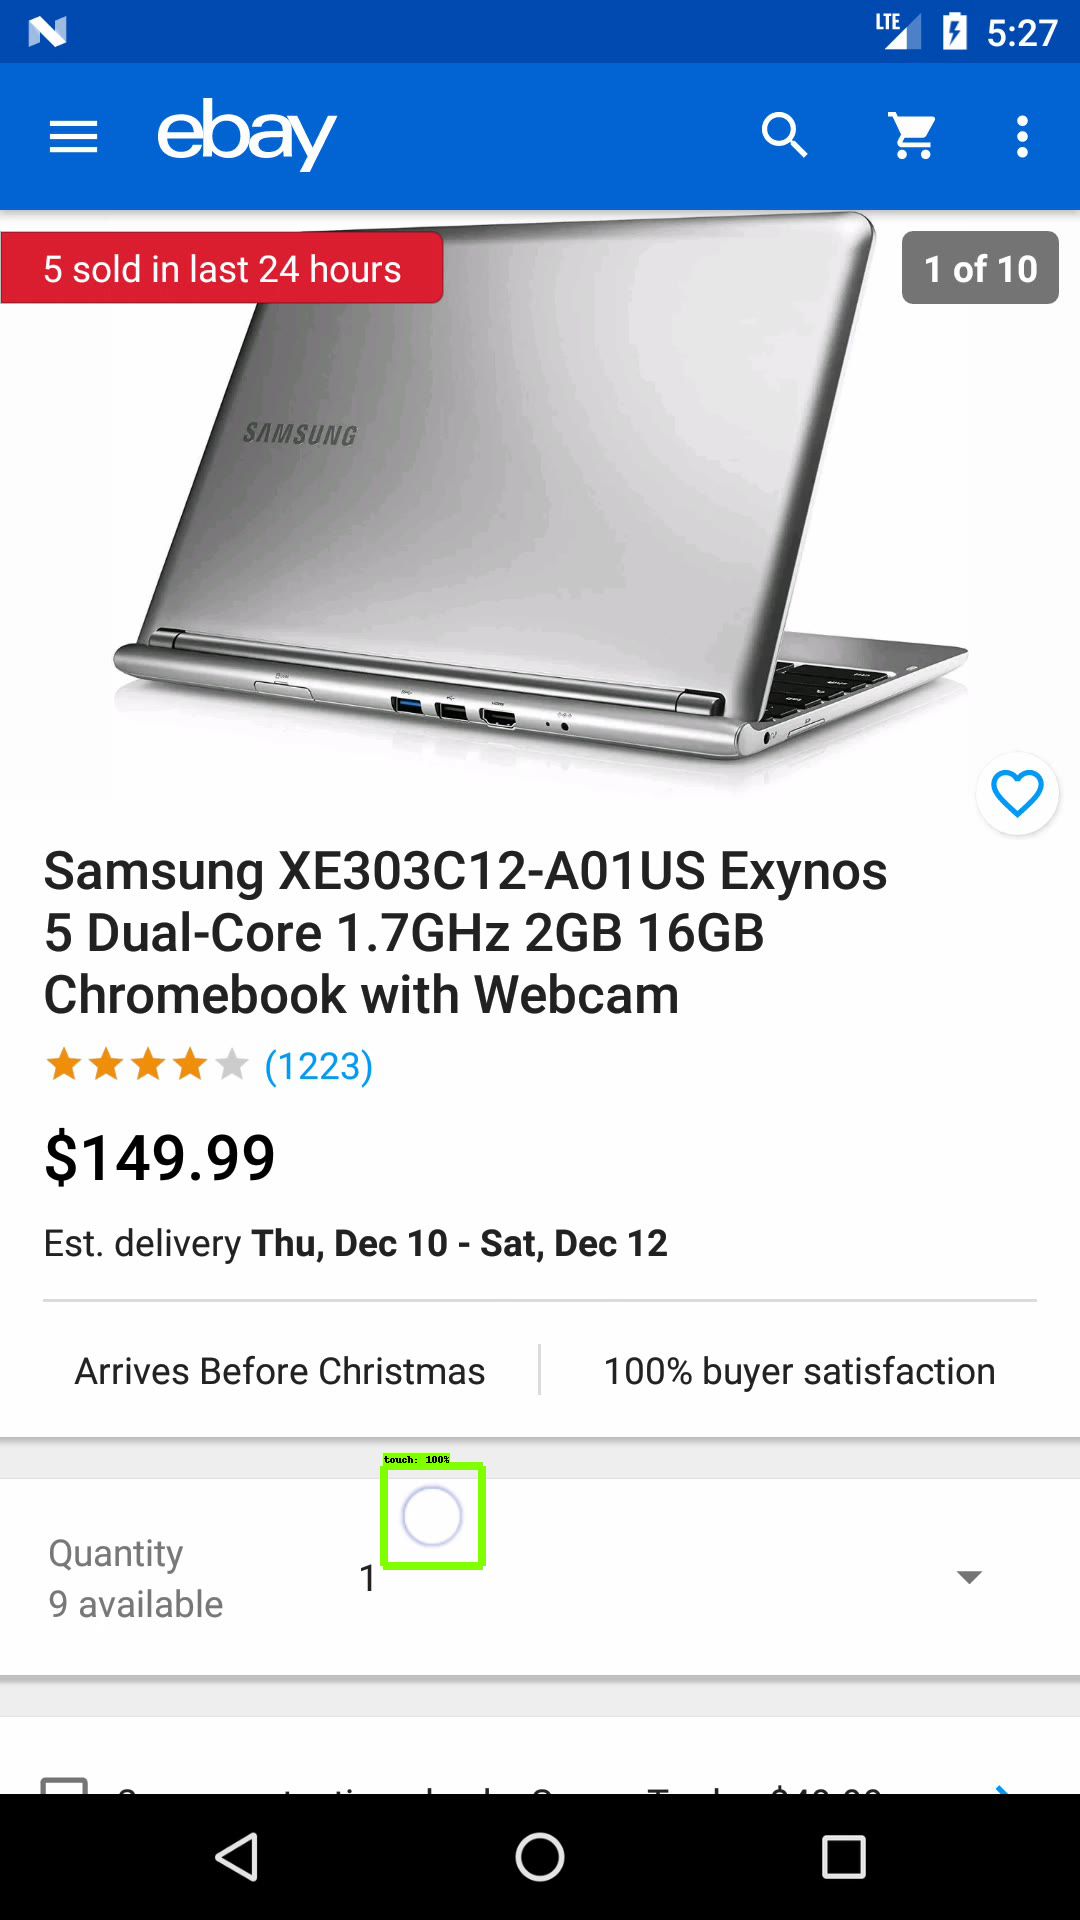 LTE 5:27
ebay
5 sold in last 24 hours
1 of 10
SAMSUNG
Samsung XE303C12-A01US Exynos
5 Dual-Core 1.7GHz 2GB 16GB
Chromebook with Webcam
(1223)
$149.99
Est. delivery Thu, Dec 10 - Sat, Dec 12
Arrives Before Christmas
100% buyer satisfaction
touch: 100%
Quantity
1
9 available